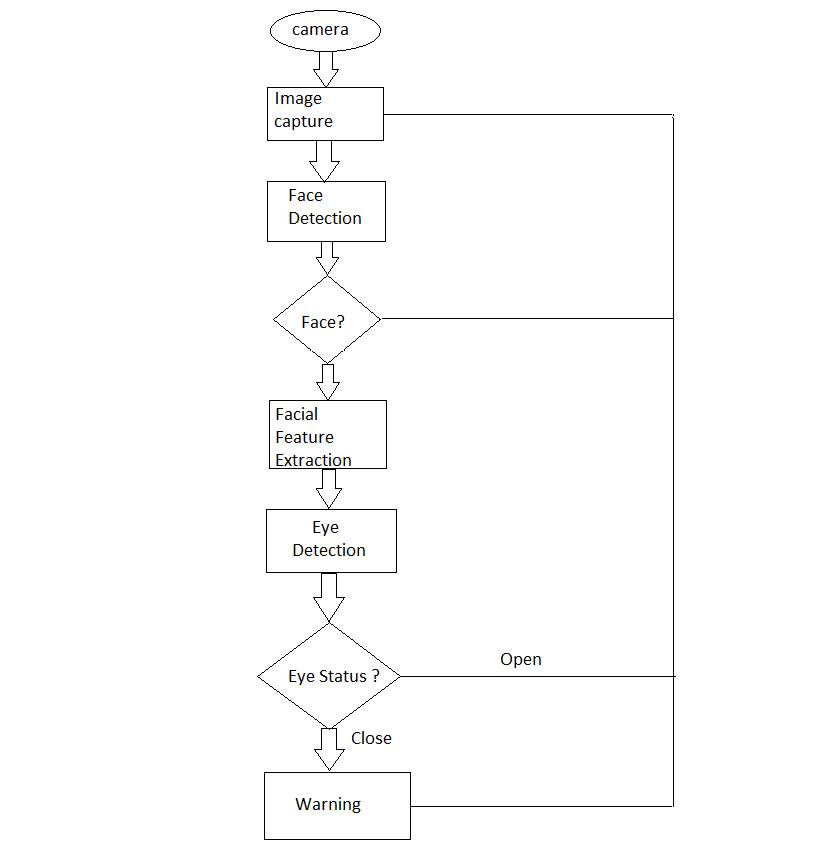 camera
Image
capture
Face
Detection
Face?
Facial
Feature
Extraction
Eye
Detection
Eye Status ?
Open
Close
Warning